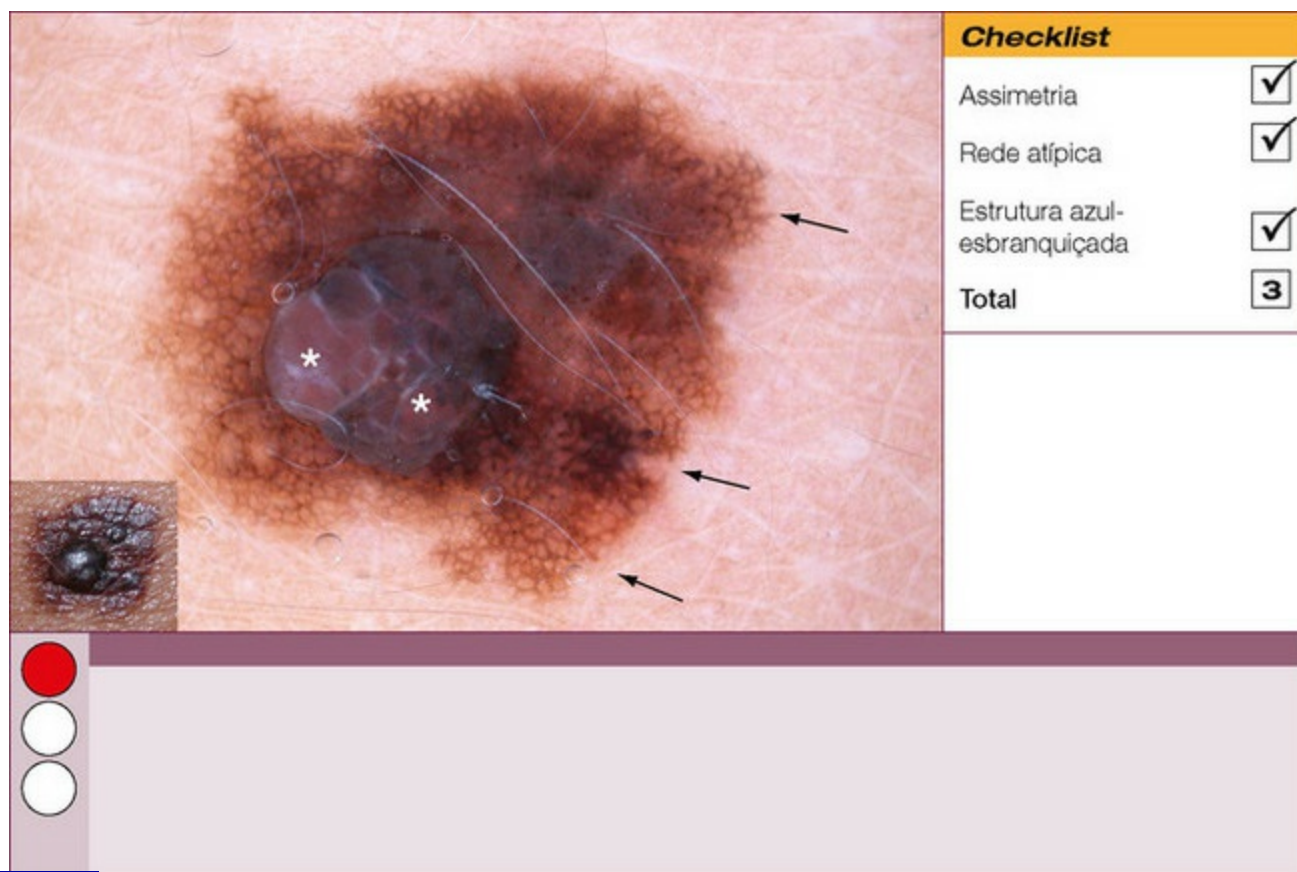 Checklist
Assimetria
Rede atípica
Estrutura azul-
esbranquiçada
Total 3
* 
*